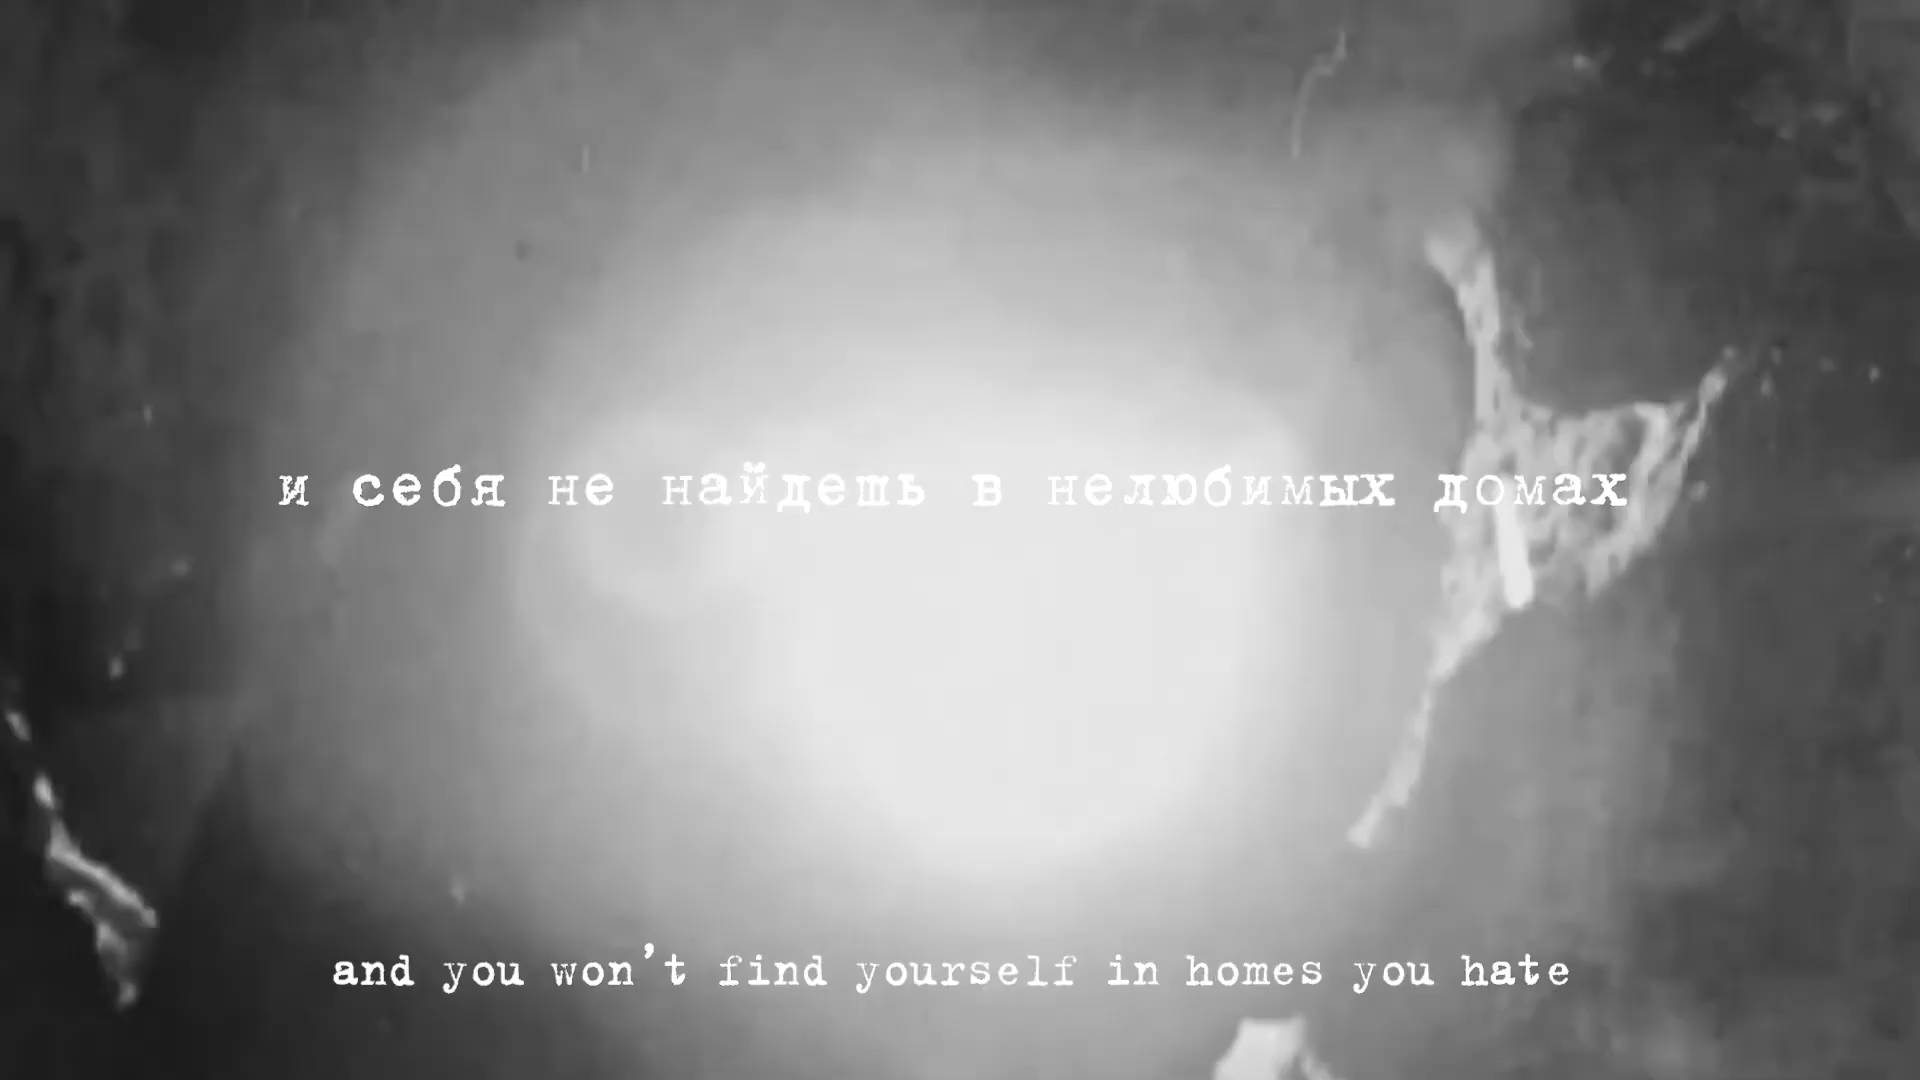 и себя не найдешь в нелюбимых домах
and you won't find yourself in homes you hate